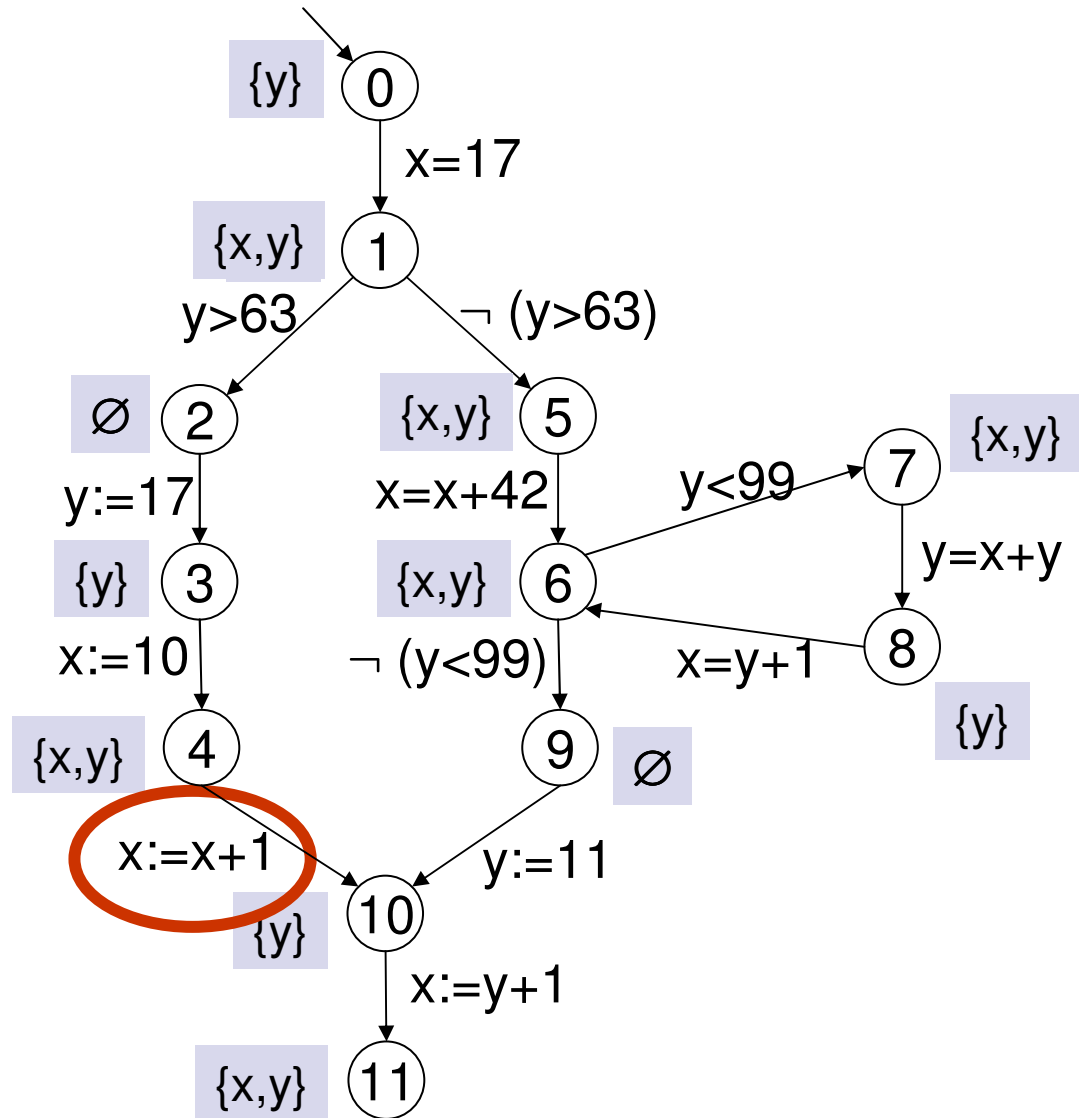 {y} 0
x=17
{x,y} 1
y>63 ¬ (y>63)
∅ 2 {x,y} 5 7 {x,y}
y:=17 x=x+42 y<99
{y} 3 {x,y} 6 y=x+y
x:=10 ¬ (y<99) x=y+1 8
{x,y} 4 9 ∅ {y}
x:=x+1 y:=11
{y} 10
x:=y+1
{x,y} 11